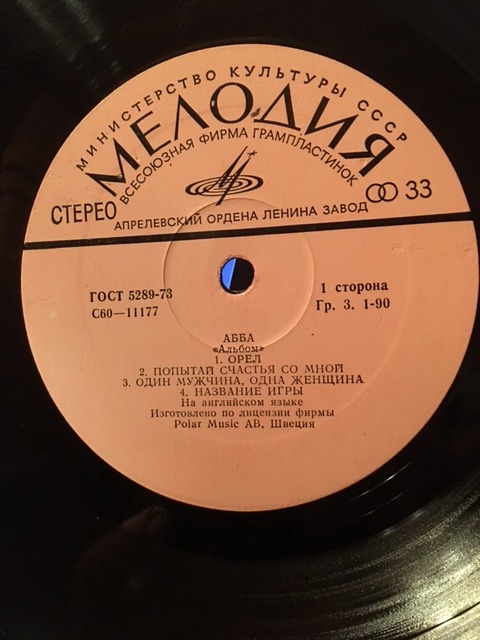 МИНИСТЕРСТВО КУЛЬТУРЫ СССР
МЕЛОДИЯ
ВСЕСОЮЗНАЯ ФИРМА ГРАМПЛАСТИНОК
СТЕРЕО
33
АПРЕЛЕВСКИЙ ОРДЕНА ЛЕНИНА ЗАВОД
ГОСТ 5289-73
С60—11177
1 сторона
Гр. 3. 1-90
АББА
«Альбом»
1. ОРЕЛ
2. ПОПЫТАЙ СЧАСТЬЯ СО МНОЙ
3. ОДИН МУЖЧИНА, ОДНА ЖЕНЩИНА
4. НАЗВАНИЕ ИГРЫ
На английском языке
Изготовлено по лицензии фирмы
Polar Music AB, Швеция